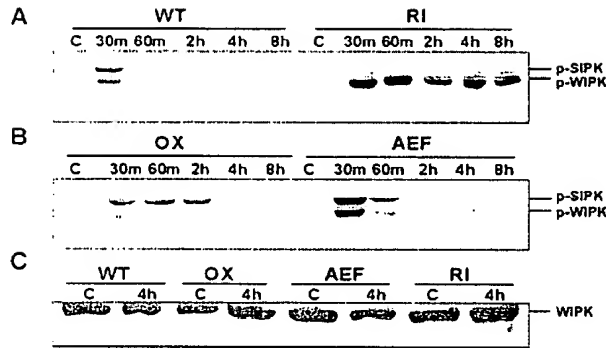 A
WT RI
C 30m 60m 2h 4h 8h C 30m 60m 2h 4h 8h
p-SIPK
p-WIPK
B
OX AEF
C 30m 60m 2h 4h 8h C 30m 60m 2h 4h 8h
p-SIPK
p-WIPK
C
WT OX AEF RI
C 4h C 4h C 4h C 4h
WIPK